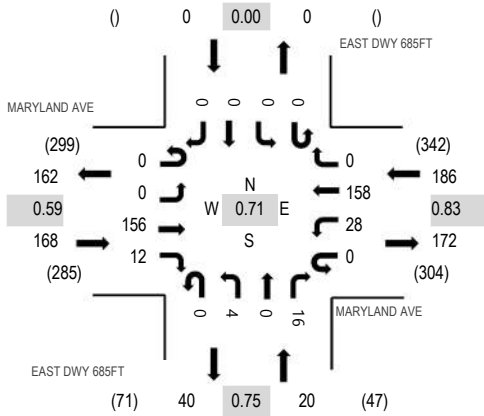 () 0 0.00 0 ()
EAST DWY 685FT
MARYLAND AVE
0 0 0 0
(299) (342)
162 0 0 186
0.59 0 N 158 0.83
W 0.71 E
168 156 28 172
12 S 0
(285) (304)
0 4 0 16
MARYLAND AVE
EAST DWY 685FT
(71) 40 0.75 20 (47)